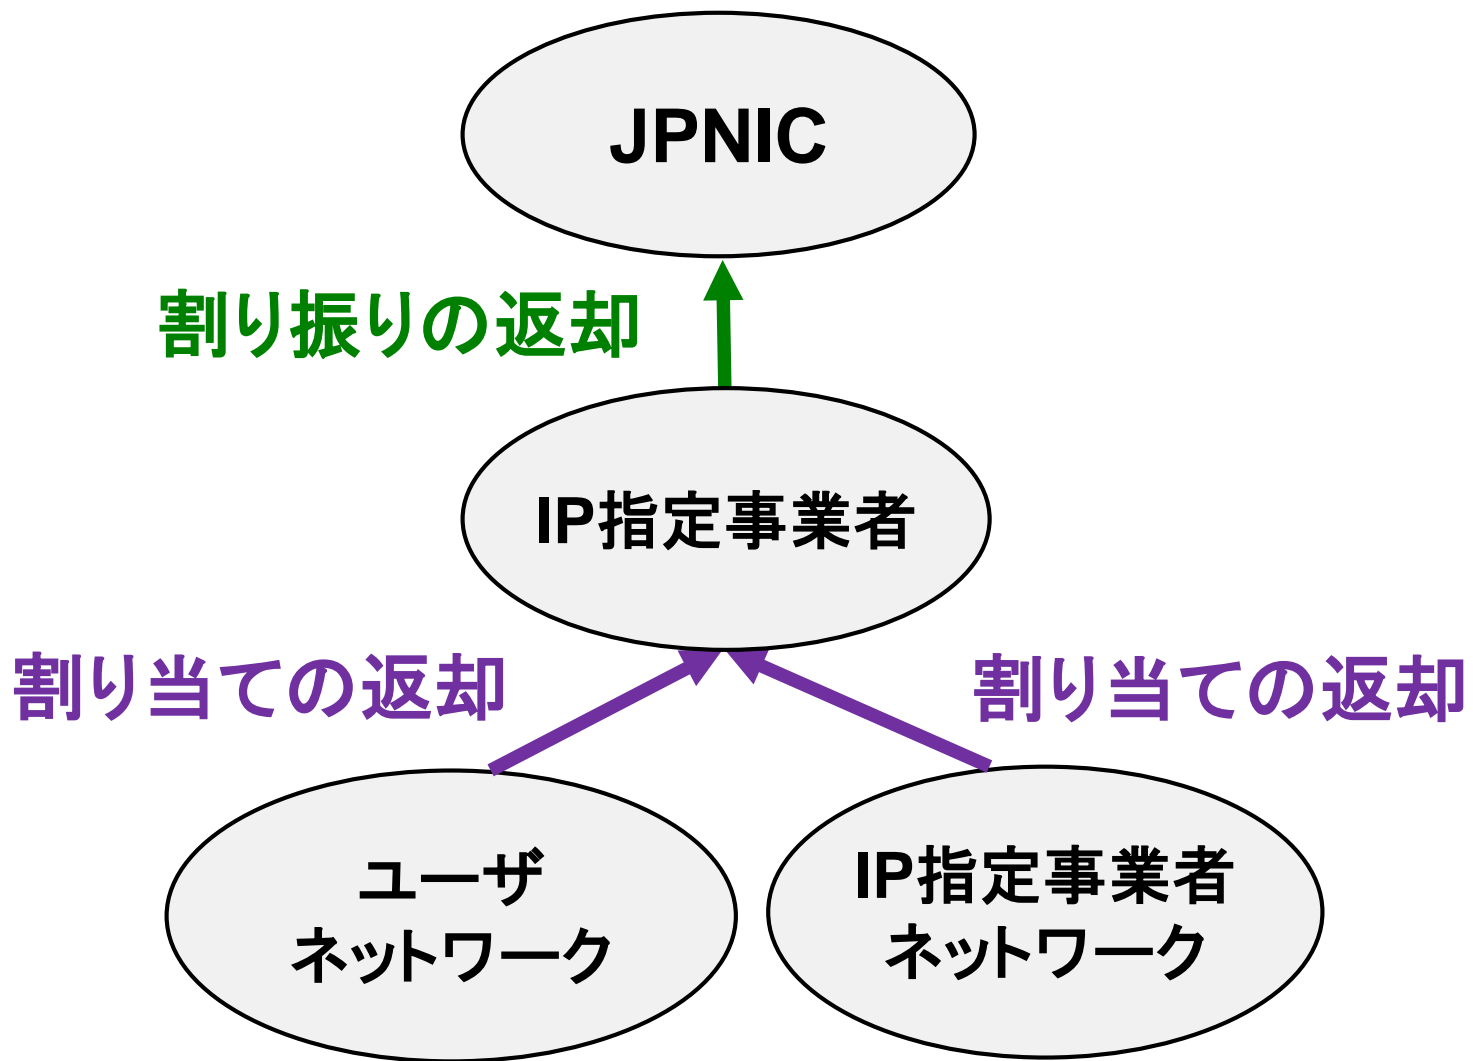 JPNIC
割り振りの返却
IP指定事業者
割り当ての返却
割り当ての返却
ユーザ
ネットワーク
IP指定事業者
ネットワーク